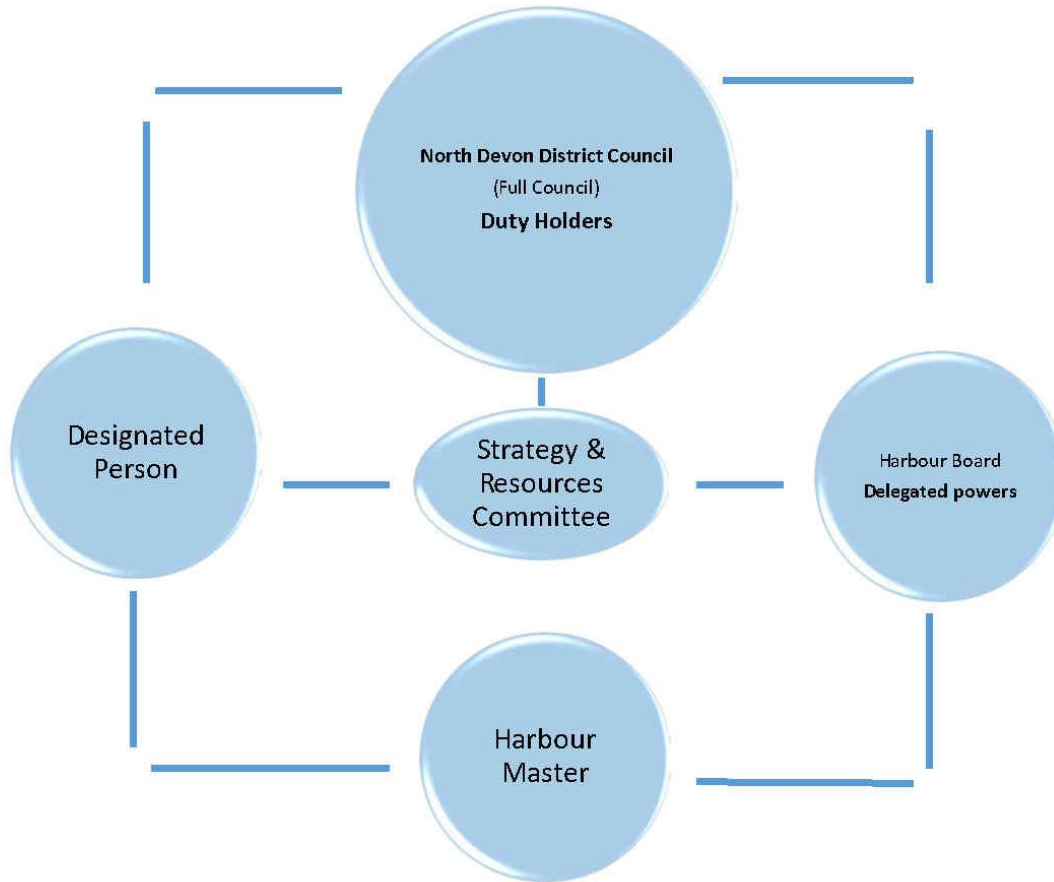 North Devon District Council
(Full Council)
Duty Holders
Designated
Person
Strategy &
Resources
Committee
Harbour Board
Delegated powers
Harbour
Master